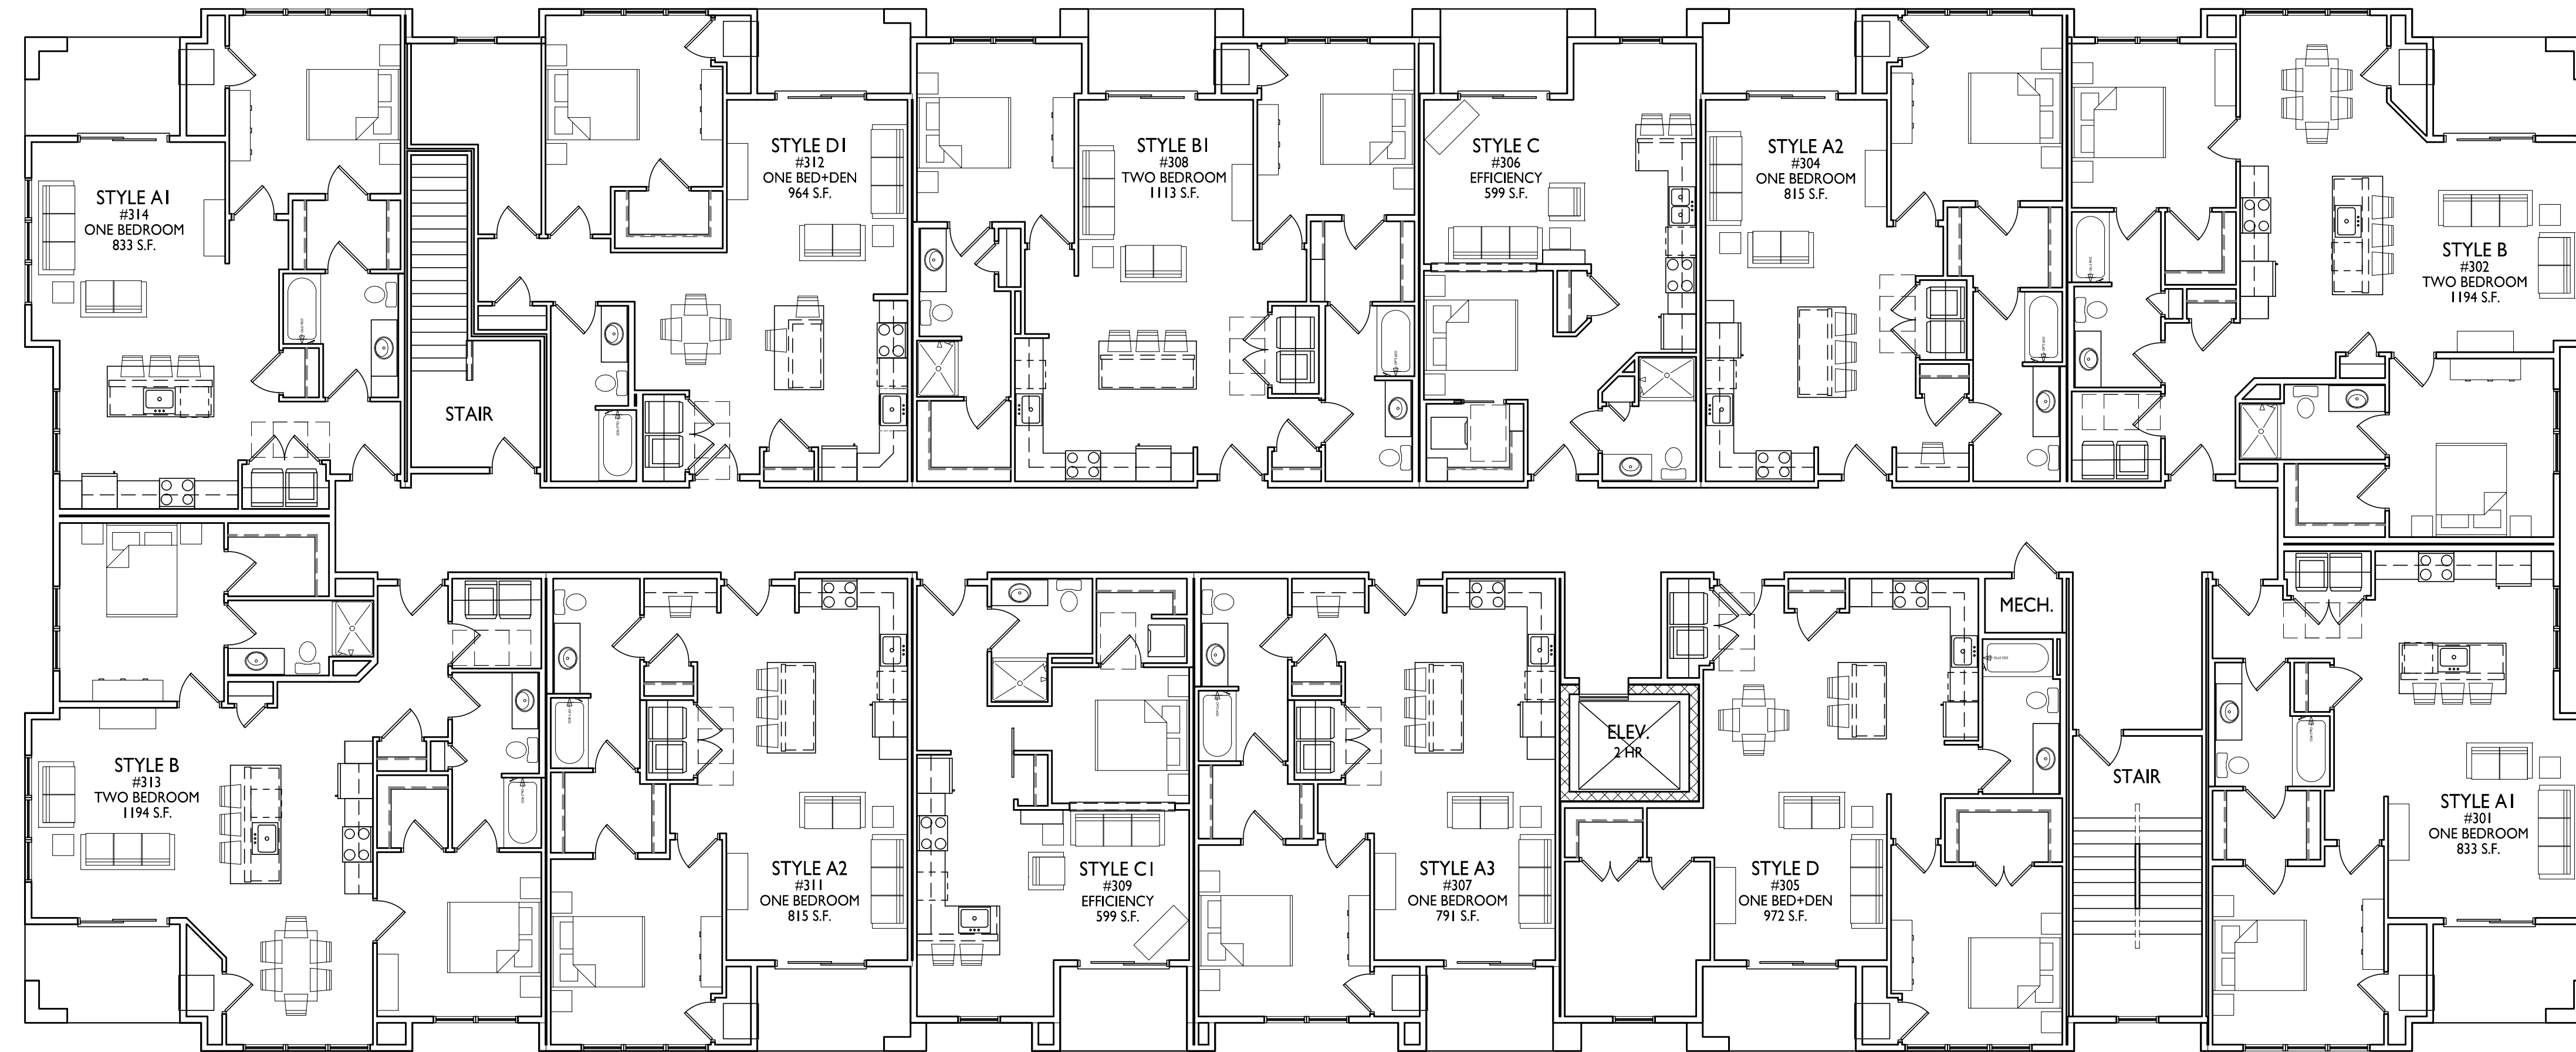 STYLE A1
#314
ONE BEDROOM
833 S.F.
STAIR
STYLE D1
#312
ONE BED+DEN
964 S.F.
STYLE B1
#308
TWO BEDROOM
1113 S.F.
STYLE C
#306
EFFICIENCY
599 S.F.
STYLE A2
#304
ONE BEDROOM
815 S.F.
STYLE B
#302
TWO BEDROOM
1194 S.F.
STYLE B
#313
TWO BEDROOM
1194 S.F.
STYLE A2
#311
ONE BEDROOM
815 S.F.
STYLE C1
#309
EFFICIENCY
599 S.F.
STYLE A3
#307
ONE BEDROOM
791 S.F.
ELEV.
2 HR
STYLE D
#305
ONE BED+DEN
972 S.F.
MECH.
STAIR
STYLE A1
#301
ONE BEDROOM
833 S.F.